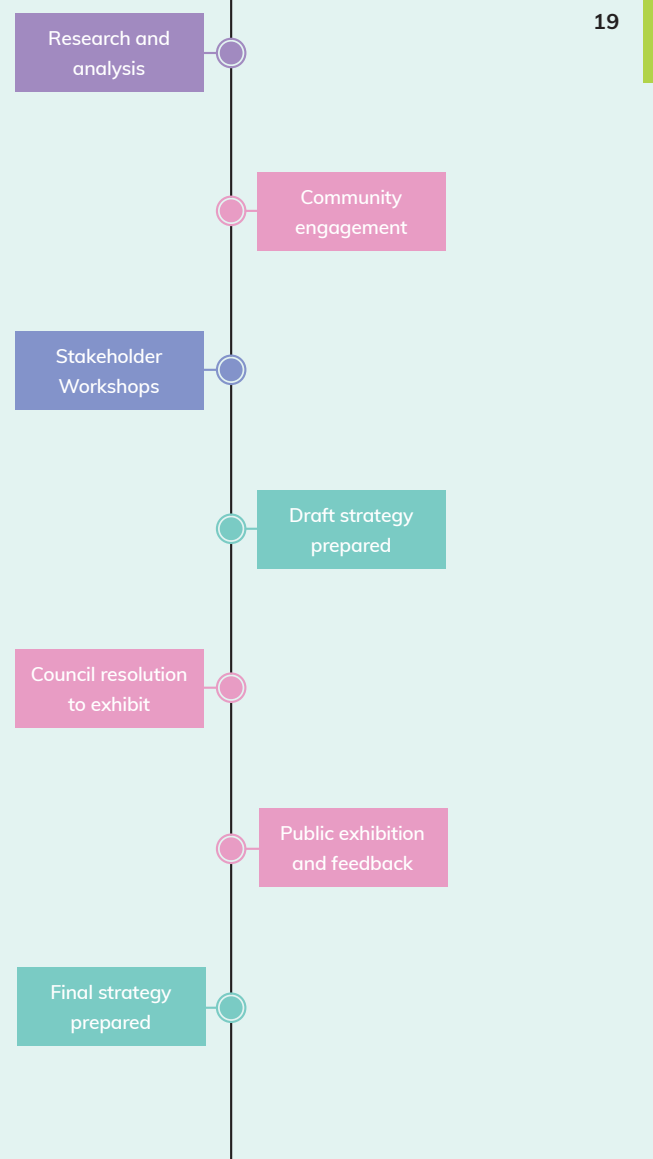 19
Research and
analysis
Community
engagement
Stakeholder
Workshops
Draft strategy
prepared
Council resolution
to exhibit
Public exhibition
and feedback
Final strategy
prepared